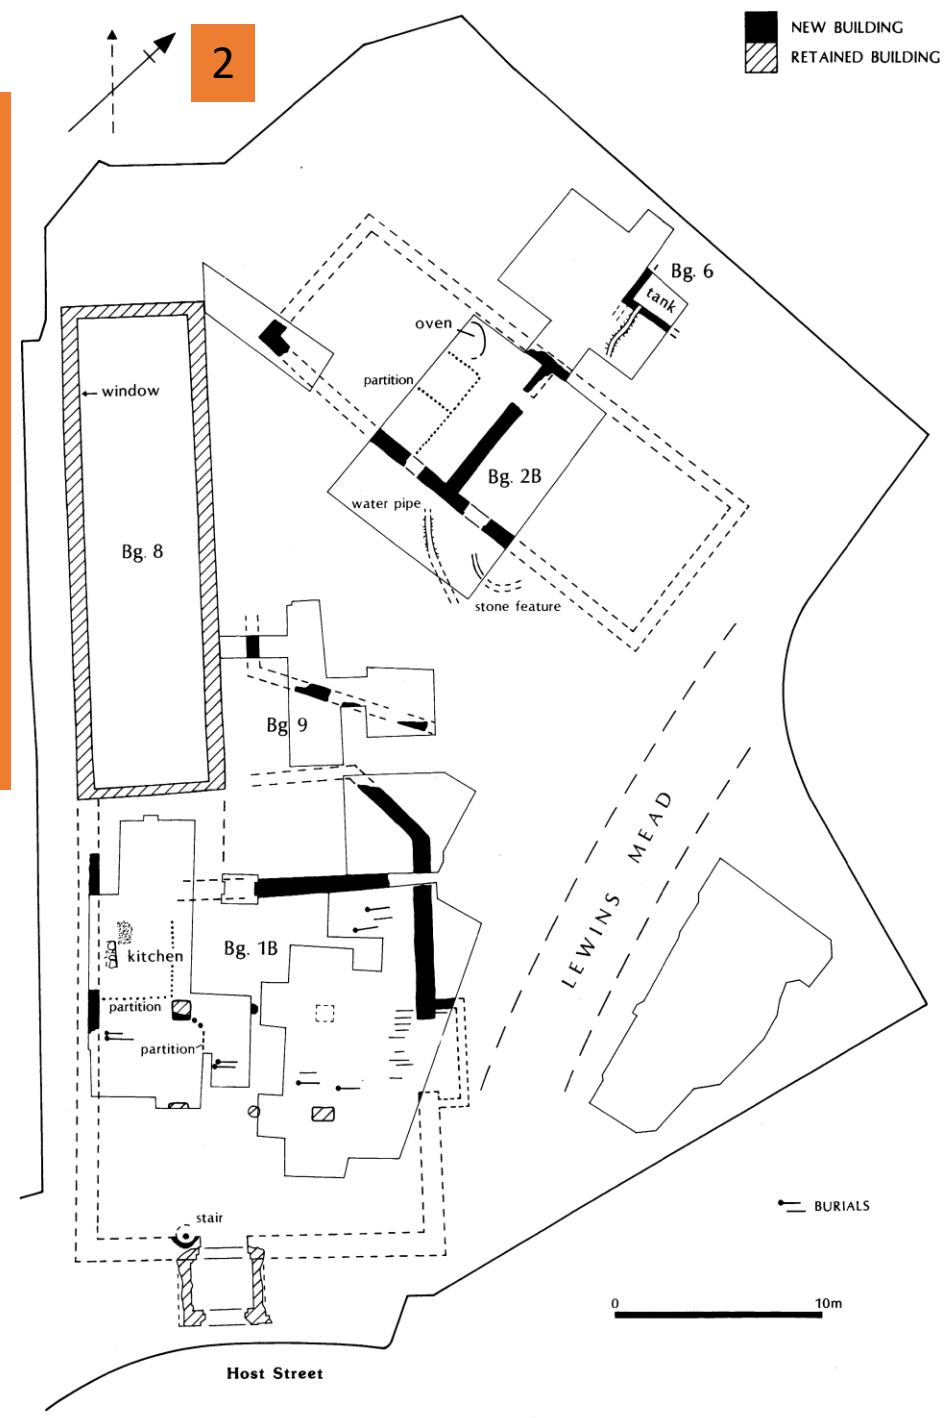 2
NEW BUILDING
RETAINED BUILDING
Bg. 6
tank
oven
partition
window
Bg. 2B
water pipe
Bg. 8
stone feature
Bg 9
LEWINS MEAD
Bg. 1B
kitchen
partition
partition
BURIALS
stair
0 10m
Host Street